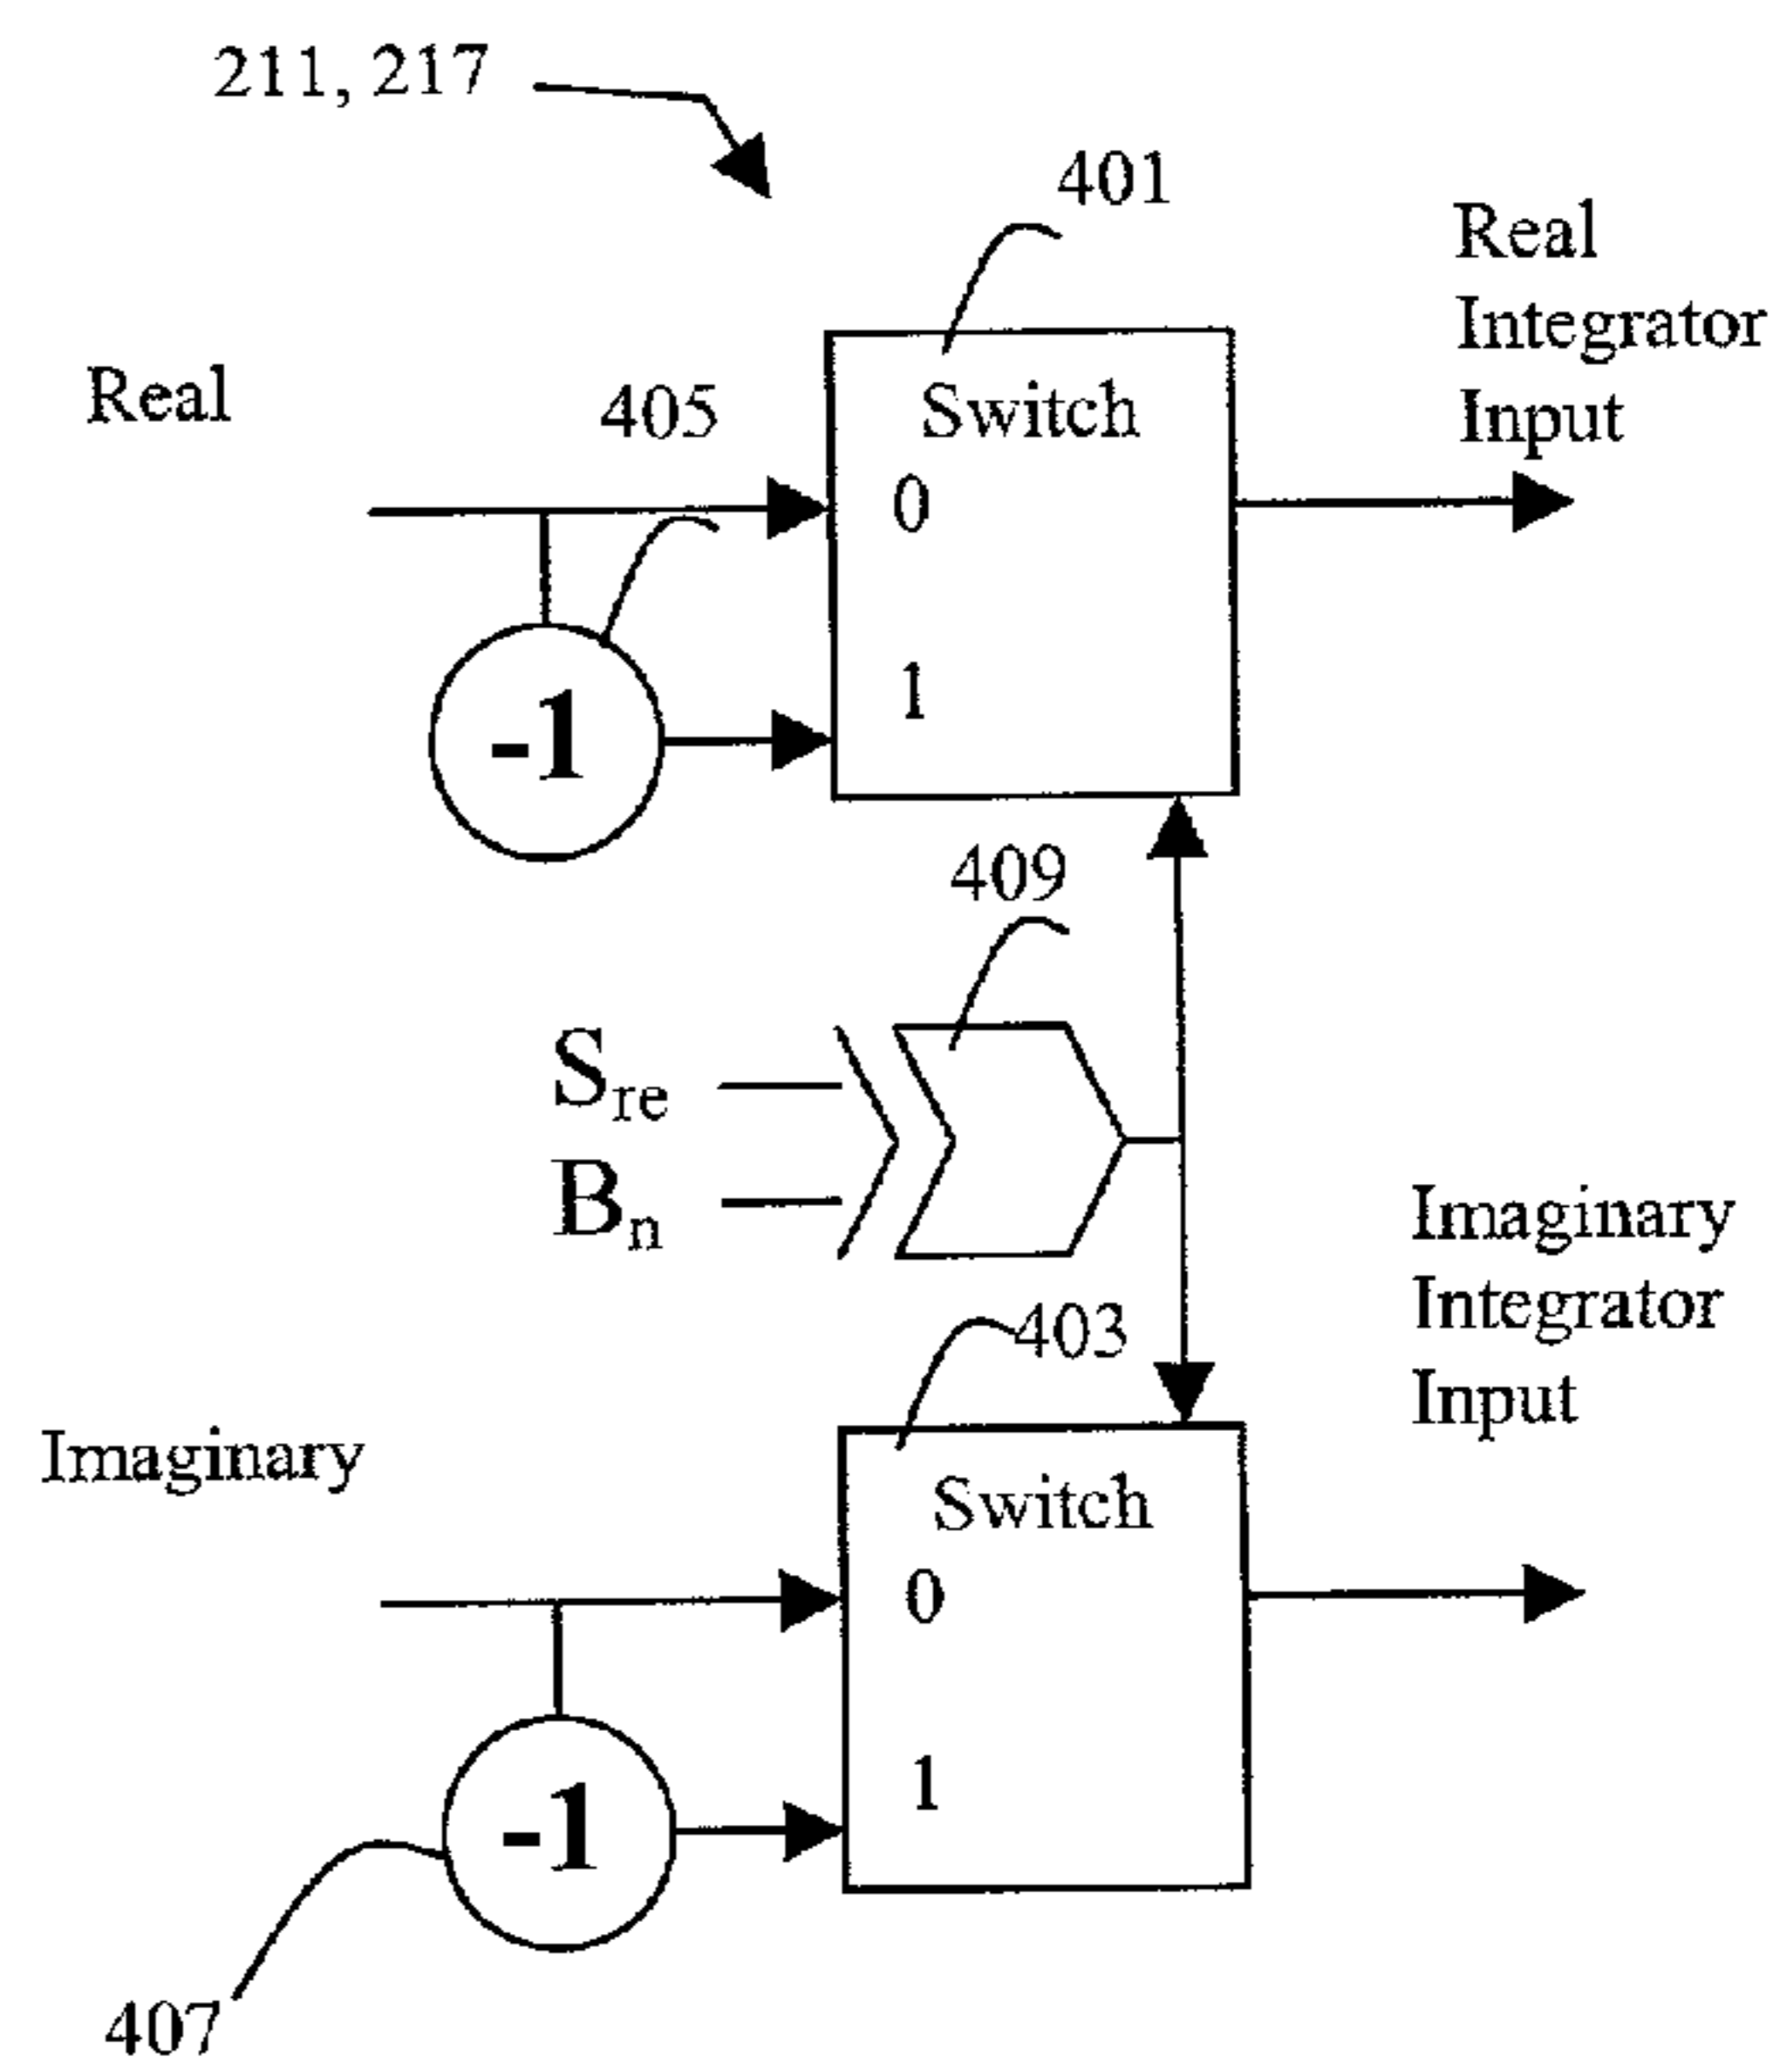 211, 217
401
Real
Integrator
Input
Real
405
Switch
0
1
-1
409
S_re
B_n
Imaginary
Integrator
Input
403
Imaginary
Switch
0
1
-1
407